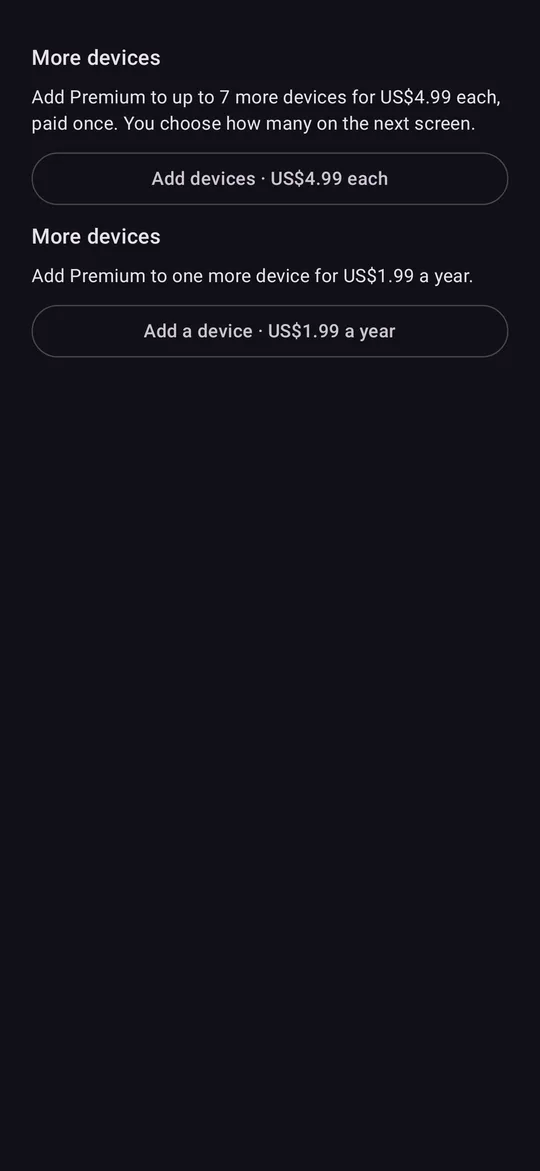 More devices
Add Premium to up to 7 more devices for US$4.99 each,
paid once. You choose how many on the next screen.
Add devices · US$4.99 each
More devices
Add Premium to one more device for US$1.99 a year.
Add a device · US$1.99 a year